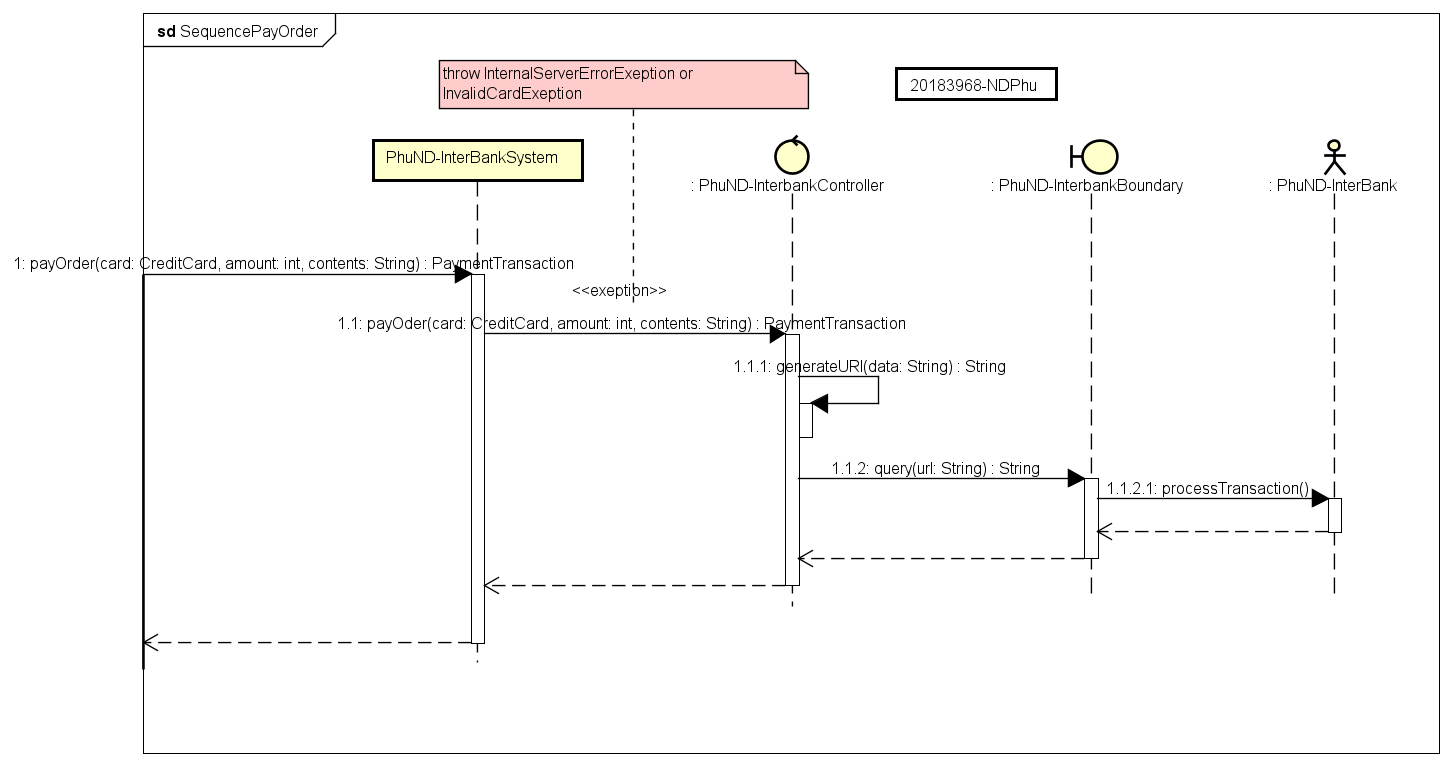 sd SequencePayOrder
throw InternalServerErrorExeption or
InvalidCardExeption
20183968-NDPhu
PhuND-InterBankSystem
: PhuND-InterbankController
: PhuND-InterbankBoundary
: PhuND-InterBank
1: payOrder(card: CreditCard, amount: int, contents: String) : PaymentTransaction
<<exeption>>
1.1: payOder(card: CreditCard, amount: int, contents: String) : PaymentTransaction
1.1.1: generateURI(data: String) : String
1.1.2: query(url: String) : String
1.1.2.1: processTransaction()